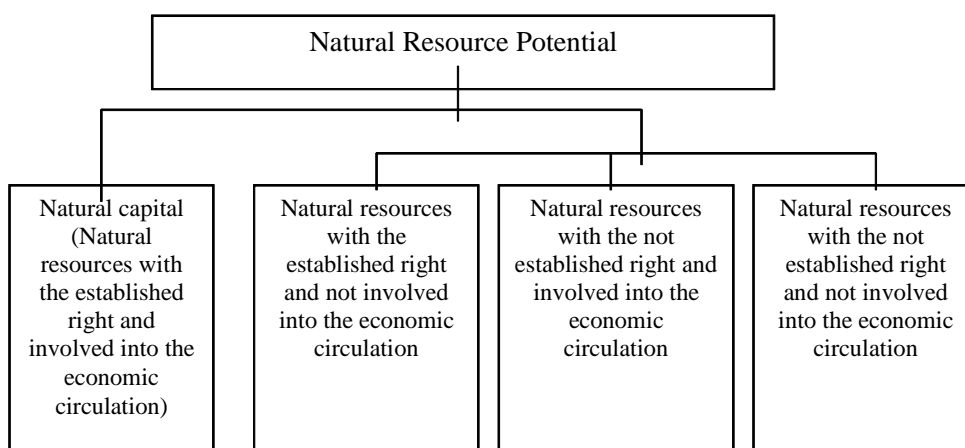 Natural Resource Potential
Natural capital
(Natural
resources with
the established
right and
involved into the
economic
circulation)
Natural resources
with the
established right
and not involved
into the economic
circulation
Natural resources
with the not
established right and
involved into the
economic
circulation
Natural resources
with the not
established right
and not involved
into the economic
circulation